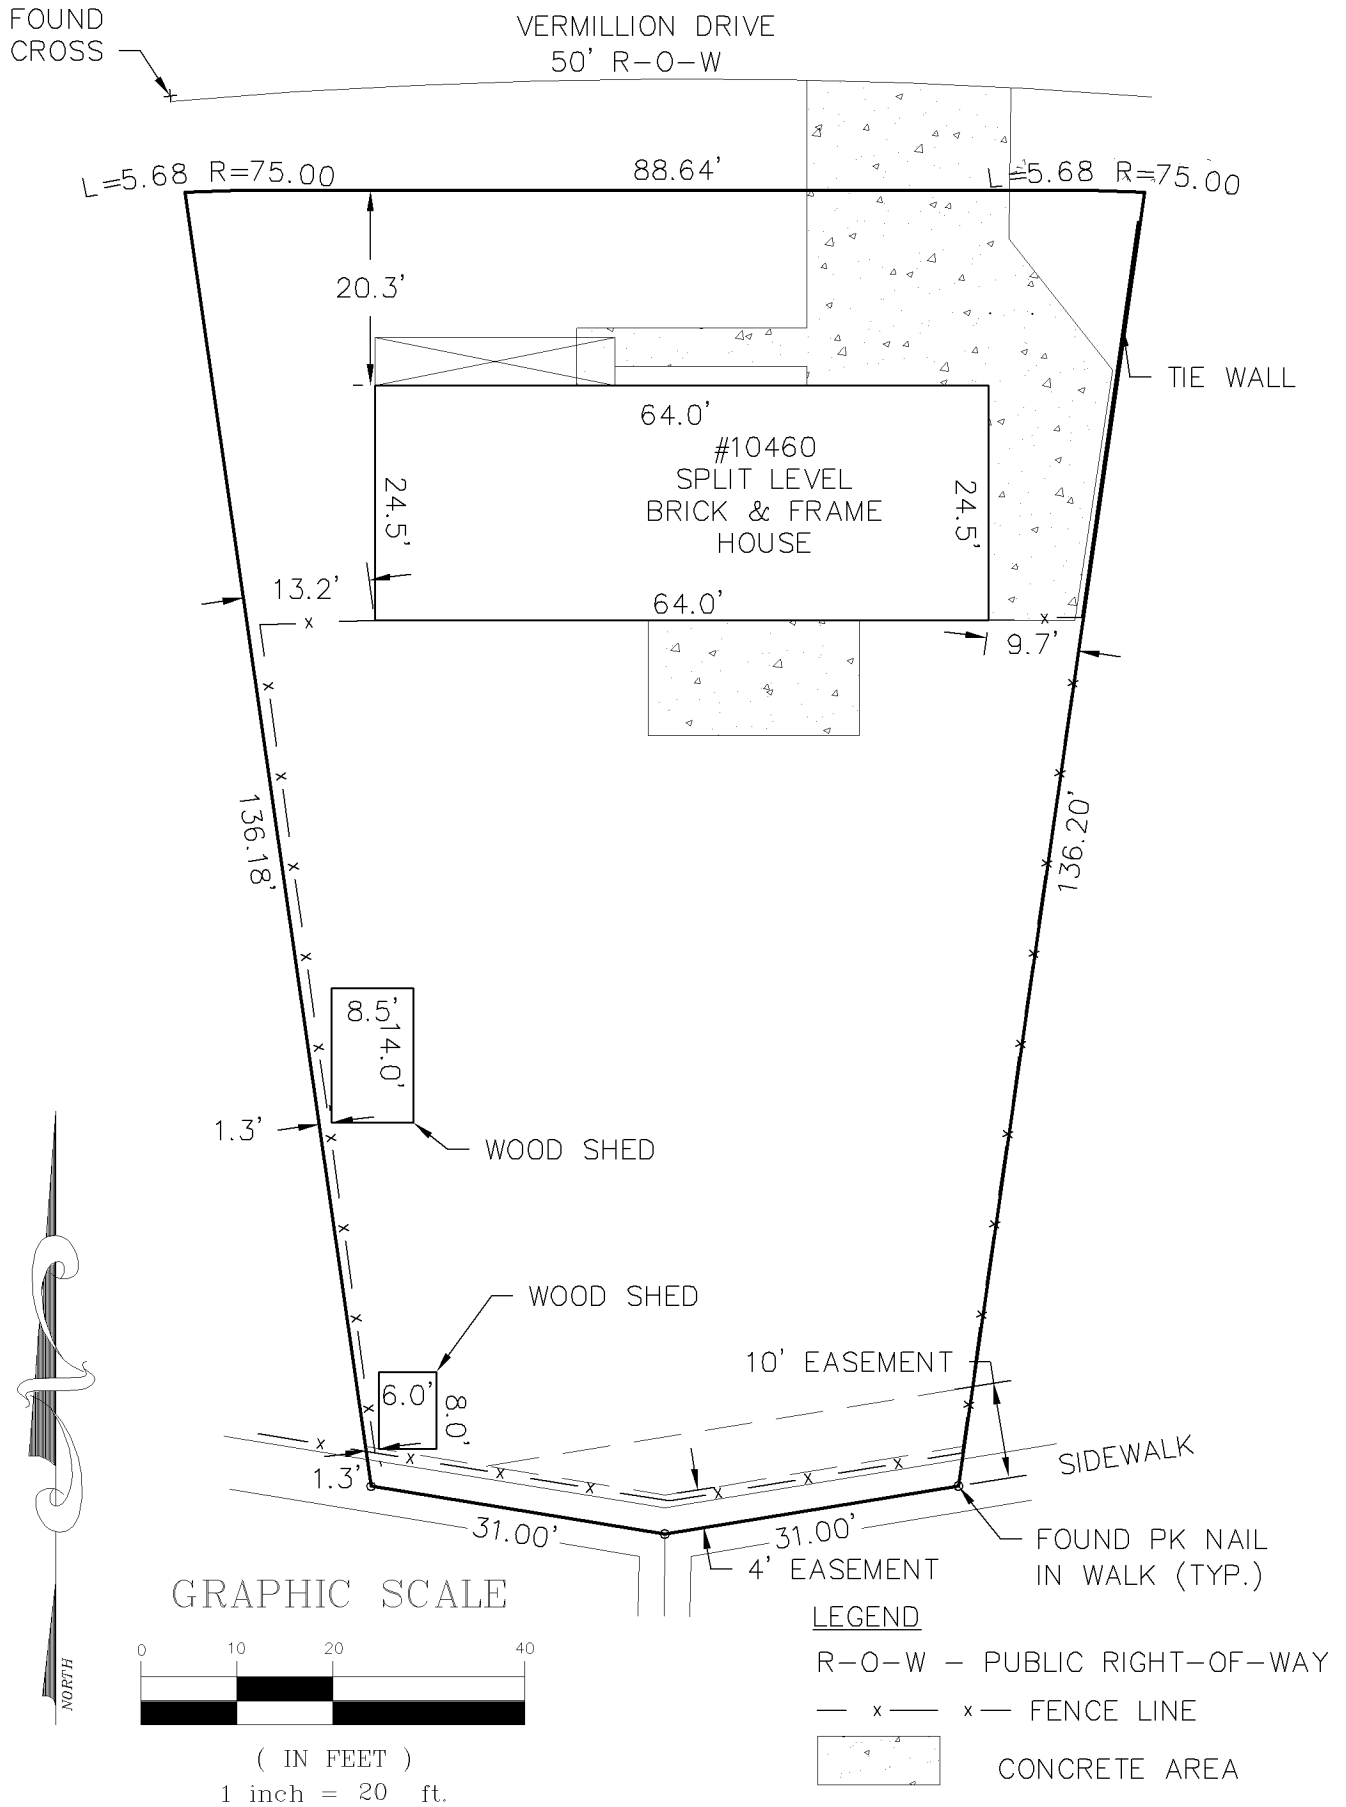 FOUND
CROSS
VERMILLION DRIVE
50' R-O-W
L=5.68 R=75.00
88.64'
L=5.68 R=75.00
20.3'
TIE WALL
64.0'
#10460
SPLIT LEVEL
BRICK & FRAME
HOUSE
24.5'
24.5'
13.2'
64.0'
9.7'
136.18'
136.20'
8.5'
14.0'
1.3'
WOOD SHED
WOOD SHED
10' EASEMENT
6.0'
8.0'
1.3'
SIDEWALK
31.00'
31.00'
FOUND PK NAIL
IN WALK (TYP.)
4' EASEMENT
GRAPHIC SCALE
0 10 20 40
( IN FEET )
1 inch = 20 ft.
NORTH
LEGEND
R-O-W - PUBLIC RIGHT-OF-WAY
— x — x — FENCE LINE
CONCRETE AREA